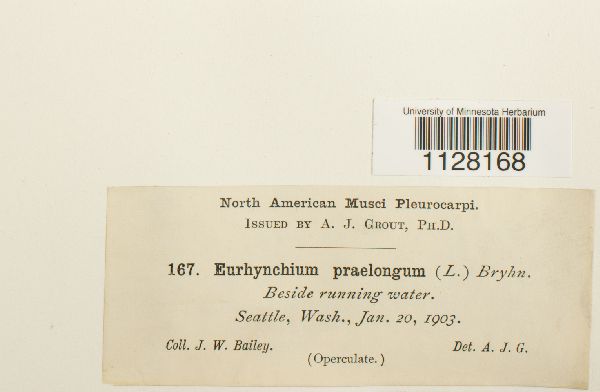 University of Minnesota Herbarium
1128168
North American Musci Pleurocarpi.
Issued by A. J. Grout, Ph.D.
167. Eurhynchium praelongum (L.) Bryhn.
Beside running water.
Seattle, Wash., Jan. 20, 1903.
Coll. J. W. Bailey. Det. A. J. G.
(Operculate.)